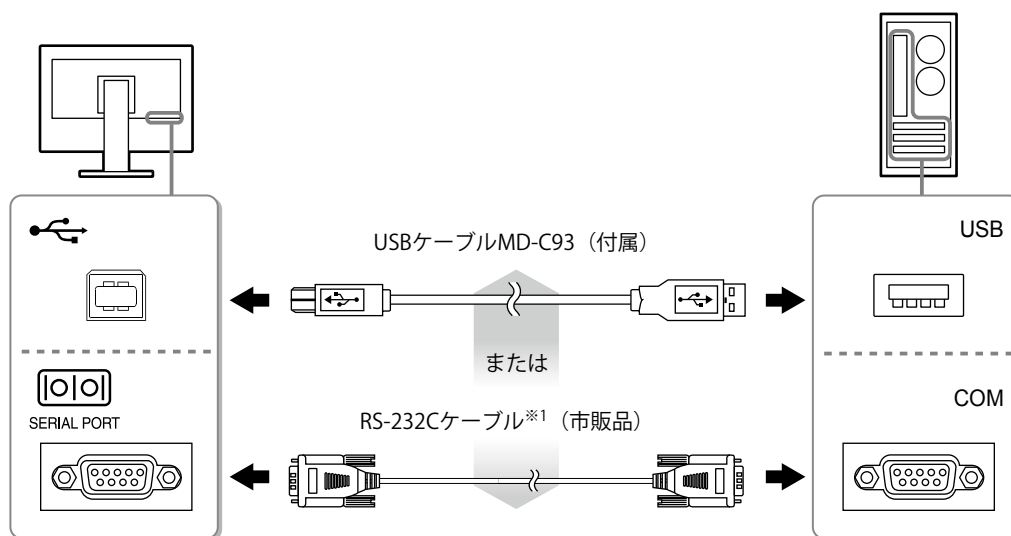 USBケーブルMD-C93（付属）
USB
または
SERIAL PORT
COM
RS-232Cケーブル※1（市販品）